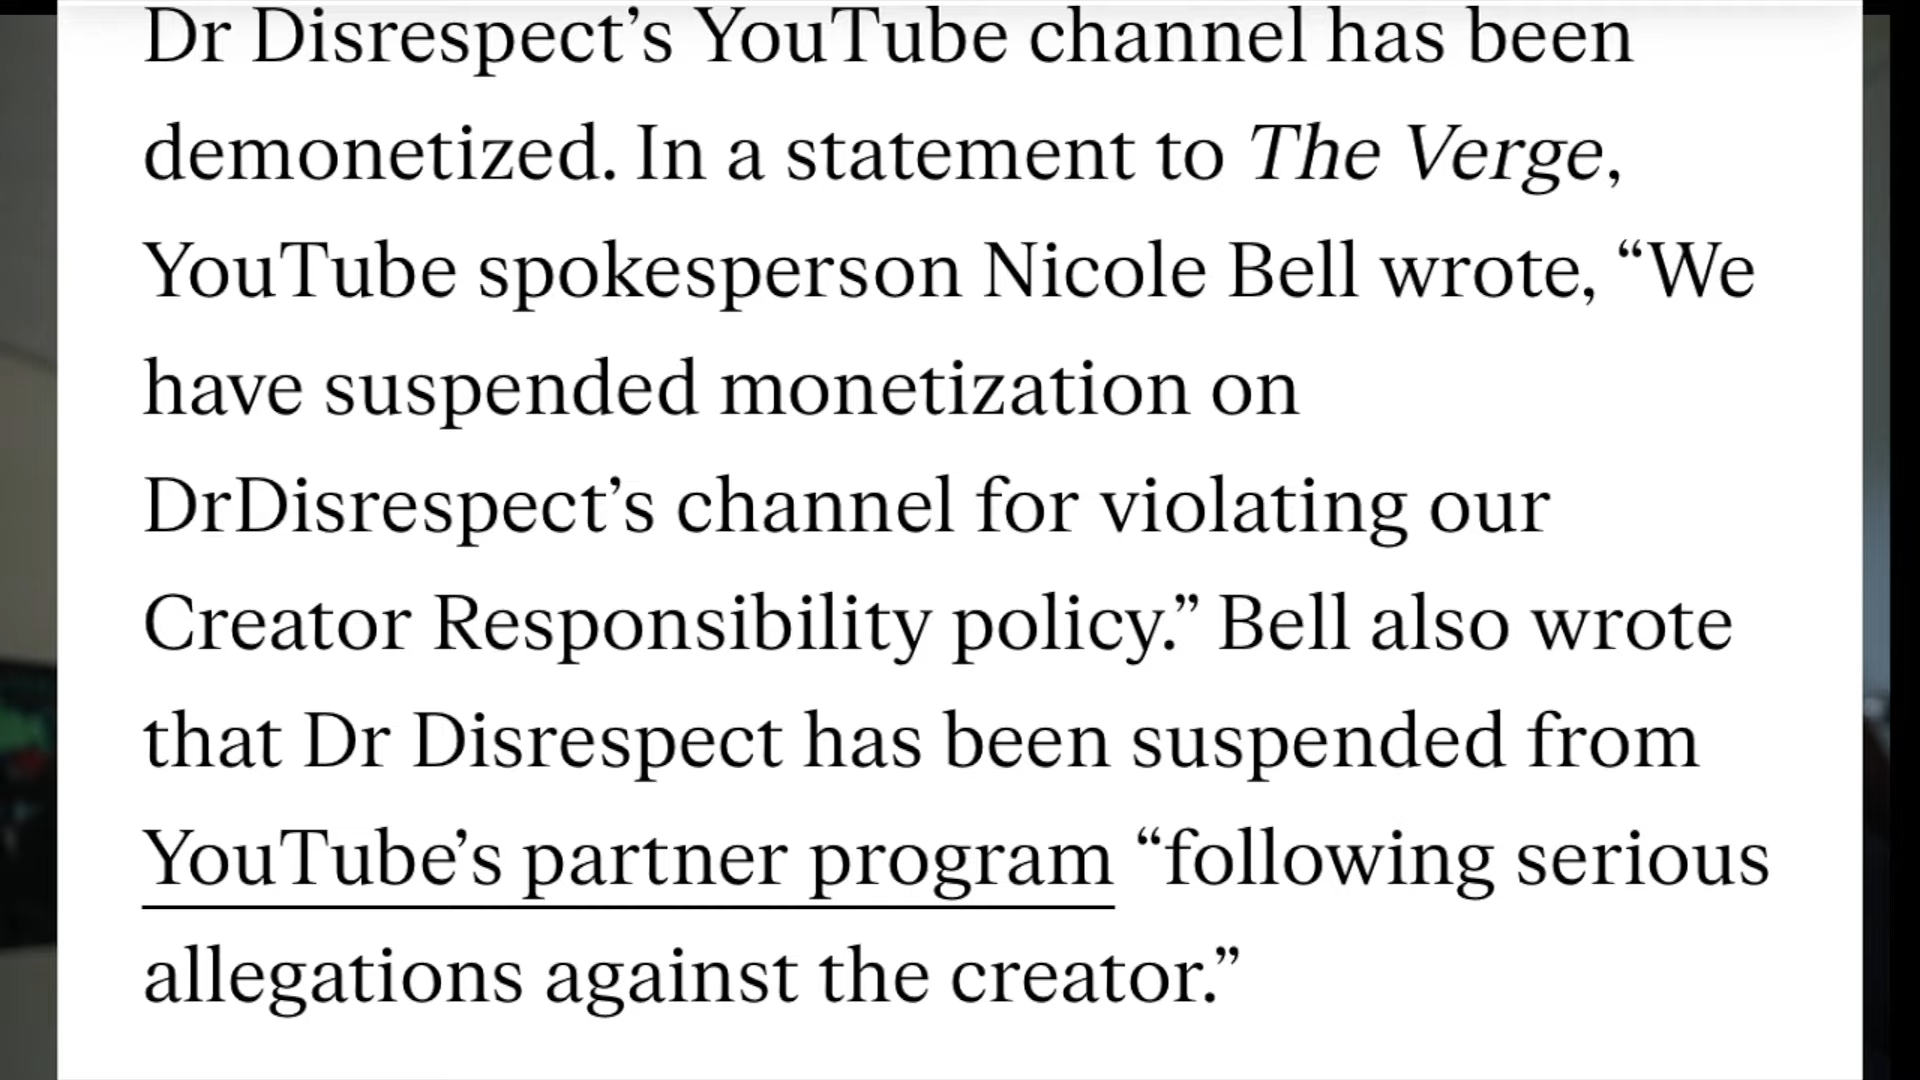 Dr Disrespect’s YouTube channel has been
demonetized. In a statement to The Verge,
YouTube spokesperson Nicole Bell wrote, “We
have suspended monetization on
DrDisrespect’s channel for violating our
Creator Responsibility policy.” Bell also wrote
that Dr Disrespect has been suspended from
YouTube’s partner program “following serious
allegations against the creator.”